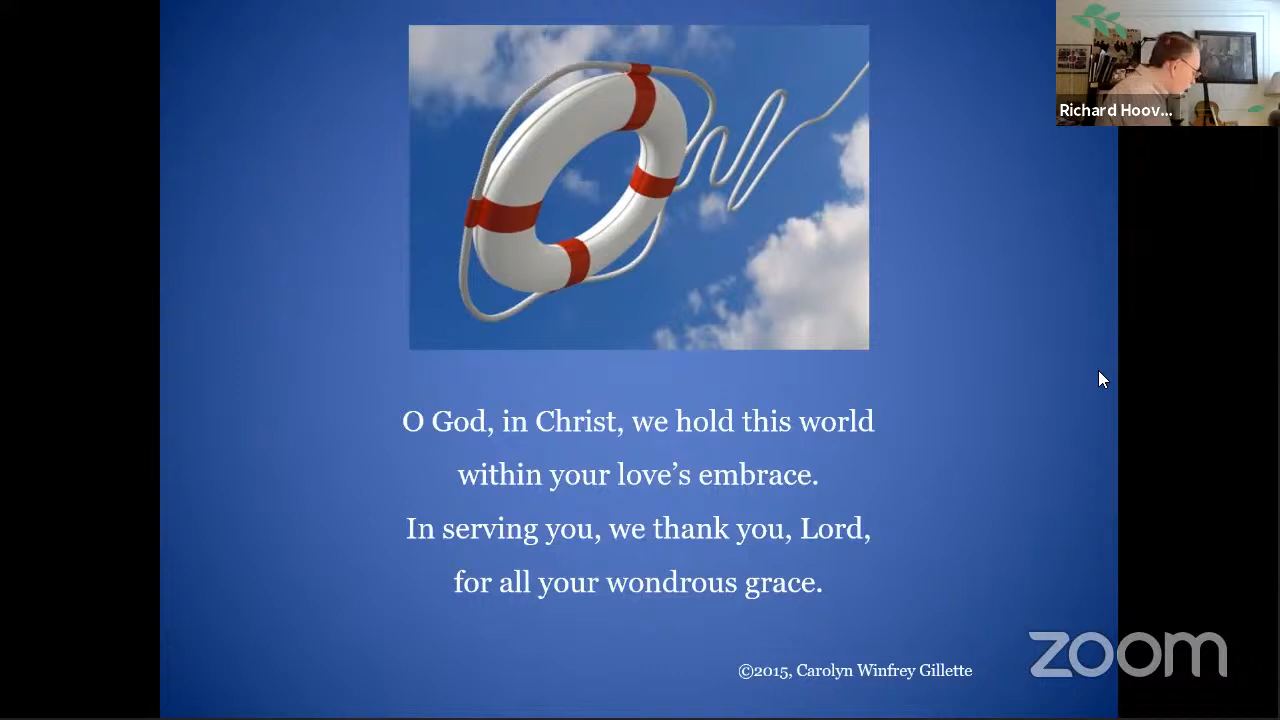 Richard Hoov...
O God, in Christ, we hold this world
within your love’s embrace.
In serving you, we thank you, Lord,
for all your wondrous grace.
©2015, Carolyn Winfrey Gillette
zoom